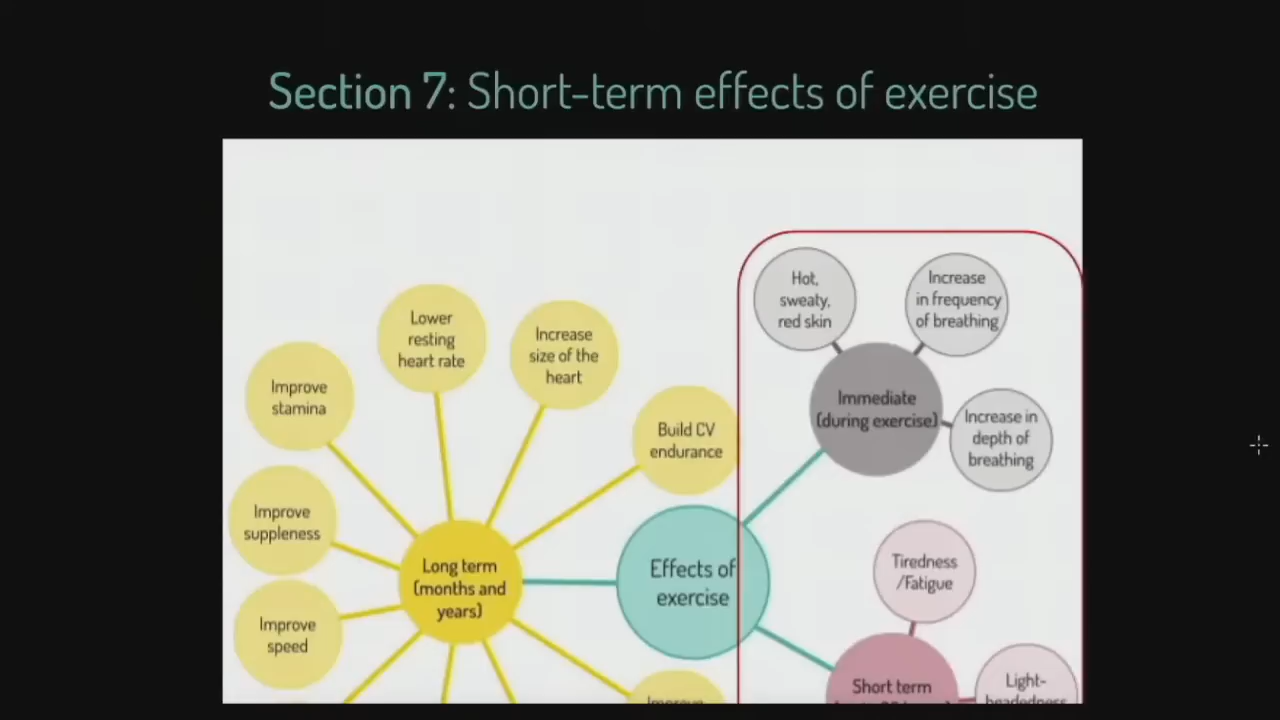 Section 7: Short-term effects of exercise
Hot,
sweaty,
red skin
Increase
in frequency
of breathing
Lower
resting
heart rate
Increase
size of the
heart
Improve
stamina
Immediate
(during exercise)
Build CV
endurance
Increase in
depth of
breathing
Improve
suppleness
Long term
(months and
years)
Effects of
exercise
Tiredness
/Fatigue
Improve
speed
Short term
Light-
headedness
Improve